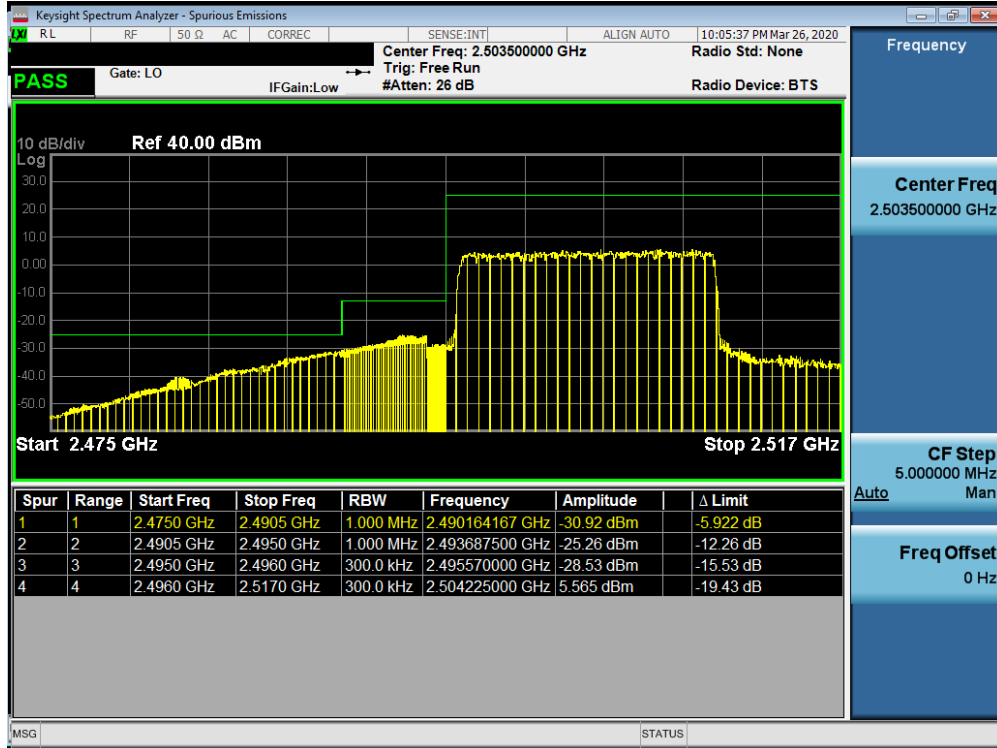 Keysight Spectrum Analyzer - Spurious Emissions
LXI RL RF 50 Ω AC CORREC SENSE:INT ALIGN AUTO 10:05:37 PM Mar 26, 2020
Center Freq: 2.503500000 GHz Radio Std: None
Trig: Free Run
PASS Gate: LO IFGain:Low #Atten: 26 dB Radio Device: BTS
Frequency
10 dB/div Ref 40.00 dBm
Log
30.0
20.0
10.0
0.00
-10.0
-20.0
-30.0
-40.0
-50.0
Start 2.475 GHz Stop 2.517 GHz
Center Freq
2.503500000 GHz
CF Step
5.000000 MHz
Auto Man
Freq Offset
0 Hz
Spur Range Start Freq Stop Freq RBW Frequency Amplitude Δ Limit
1 1 2.4750 GHz 2.4905 GHz 1.000 MHz 2.490164167 GHz -30.92 dBm -5.922 dB
2 2 2.4905 GHz 2.4950 GHz 1.000 MHz 2.493687500 GHz -25.26 dBm -12.26 dB
3 3 2.4950 GHz 2.4960 GHz 300.0 kHz 2.495570000 GHz -28.53 dBm -15.53 dB
4 4 2.4960 GHz 2.5170 GHz 300.0 kHz 2.504225000 GHz 5.565 dBm -19.43 dB
MSG STATUS